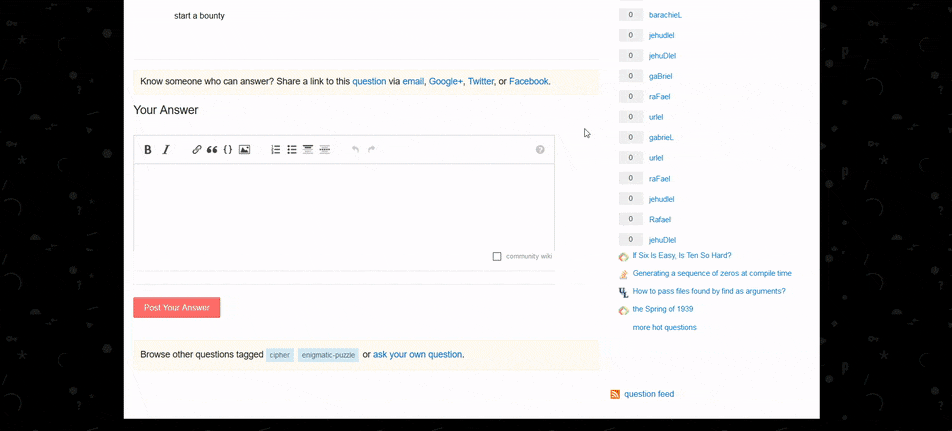 start a bounty
Know someone who can answer? Share a link to this question via email, Google+, Twitter, or Facebook.
Your Answer
B I
community wiki
Post Your Answer
Browse other questions tagged cipher enigmatic-puzzle or ask your own question.
0 barachieL
0 jehudIel
0 jehuDIel
0 gaBriel
0 raFael
0 urIel
0 gabrieL
0 urIel
0 raFael
0 jehudIel
0 Rafael
0 jehuDIel
If Six Is Easy, Is Ten So Hard?
Generating a sequence of zeros at compile time
How to pass files found by find as arguments?
the Spring of 1939
more hot questions
question feed